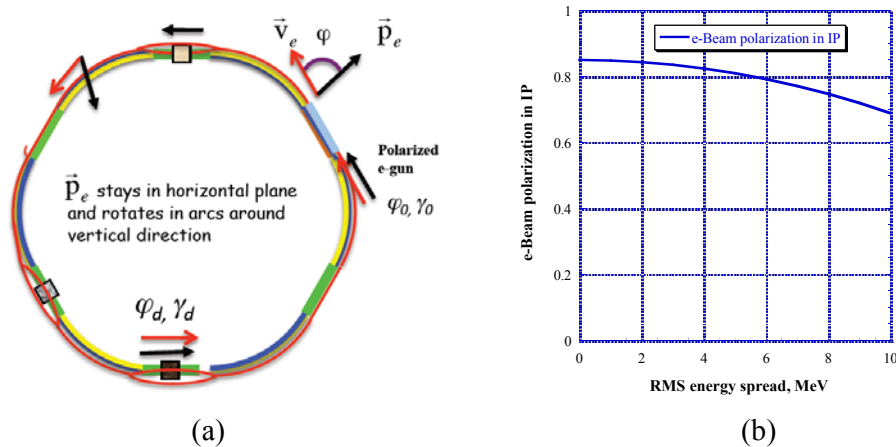 v⃗ₑ φ p⃗ₑ
Polarized
e-gun
φ₀, γ₀
p⃗ₑ stays in horizontal plane
and rotates in arcs around
vertical direction
φd, γd
(a)
e-Beam polarization in IP
e-Beam polarization in IP
1
0.8
0.6
0.4
0.2
0
0 2 4 6 8 10
RMS energy spread, MeV
(b)